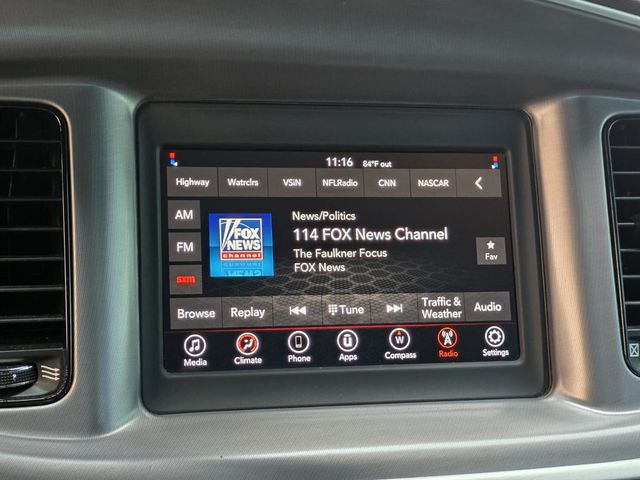 11:16 84°F out
Highway Watrclrs VSiN NFLRadio CNN NASCAR
AM
FM
sxm
FOX
NEWS
channel
News/Politics
114 FOX News Channel
The Faulkner Focus
FOX News
Fav
Browse Replay Tune Traffic & Weather Audio
W
Media Climate Phone Apps Compass Radio Settings